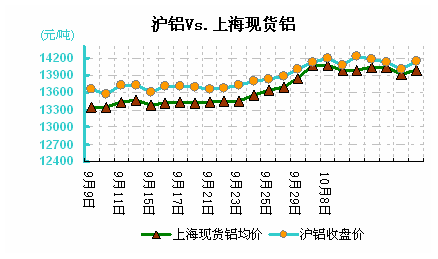 沪铝Vs.上海现货铝
(元/吨)
14200
13900
13600
13300
13000
12700
12400
9月9日
9月11日
9月15日
9月17日
9月21日
9月23日
9月25日
9月29日
10月8日
上海现货铝均价
沪铝收盘价